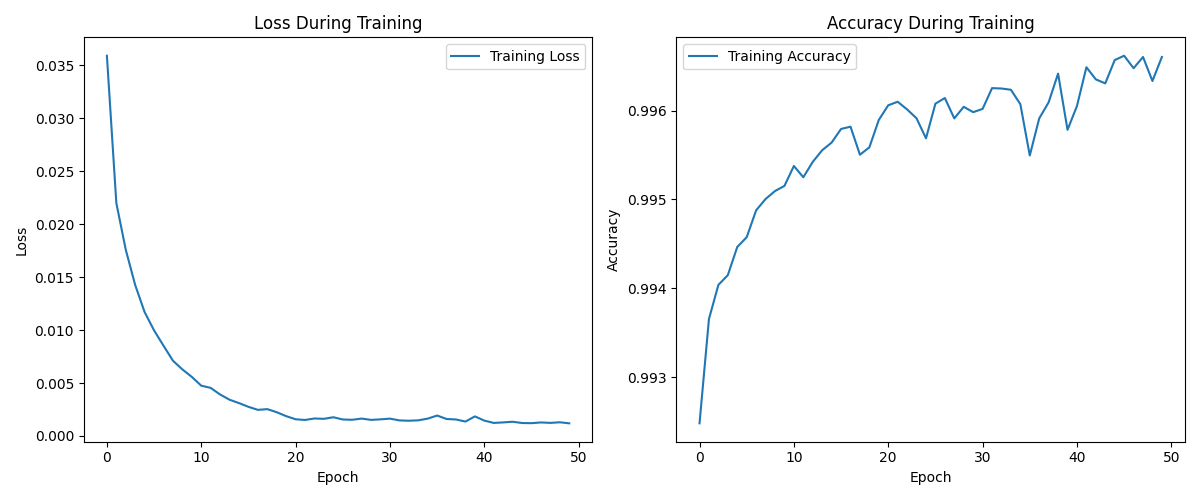 Loss During Training
Training Loss
0.035
0.030
0.025
0.020
0.015
0.010
0.005
0.000
Loss
0 10 20 30 40 50
Epoch
Accuracy During Training
Training Accuracy
0.996
0.995
0.994
0.993
Accuracy
0 10 20 30 40 50
Epoch